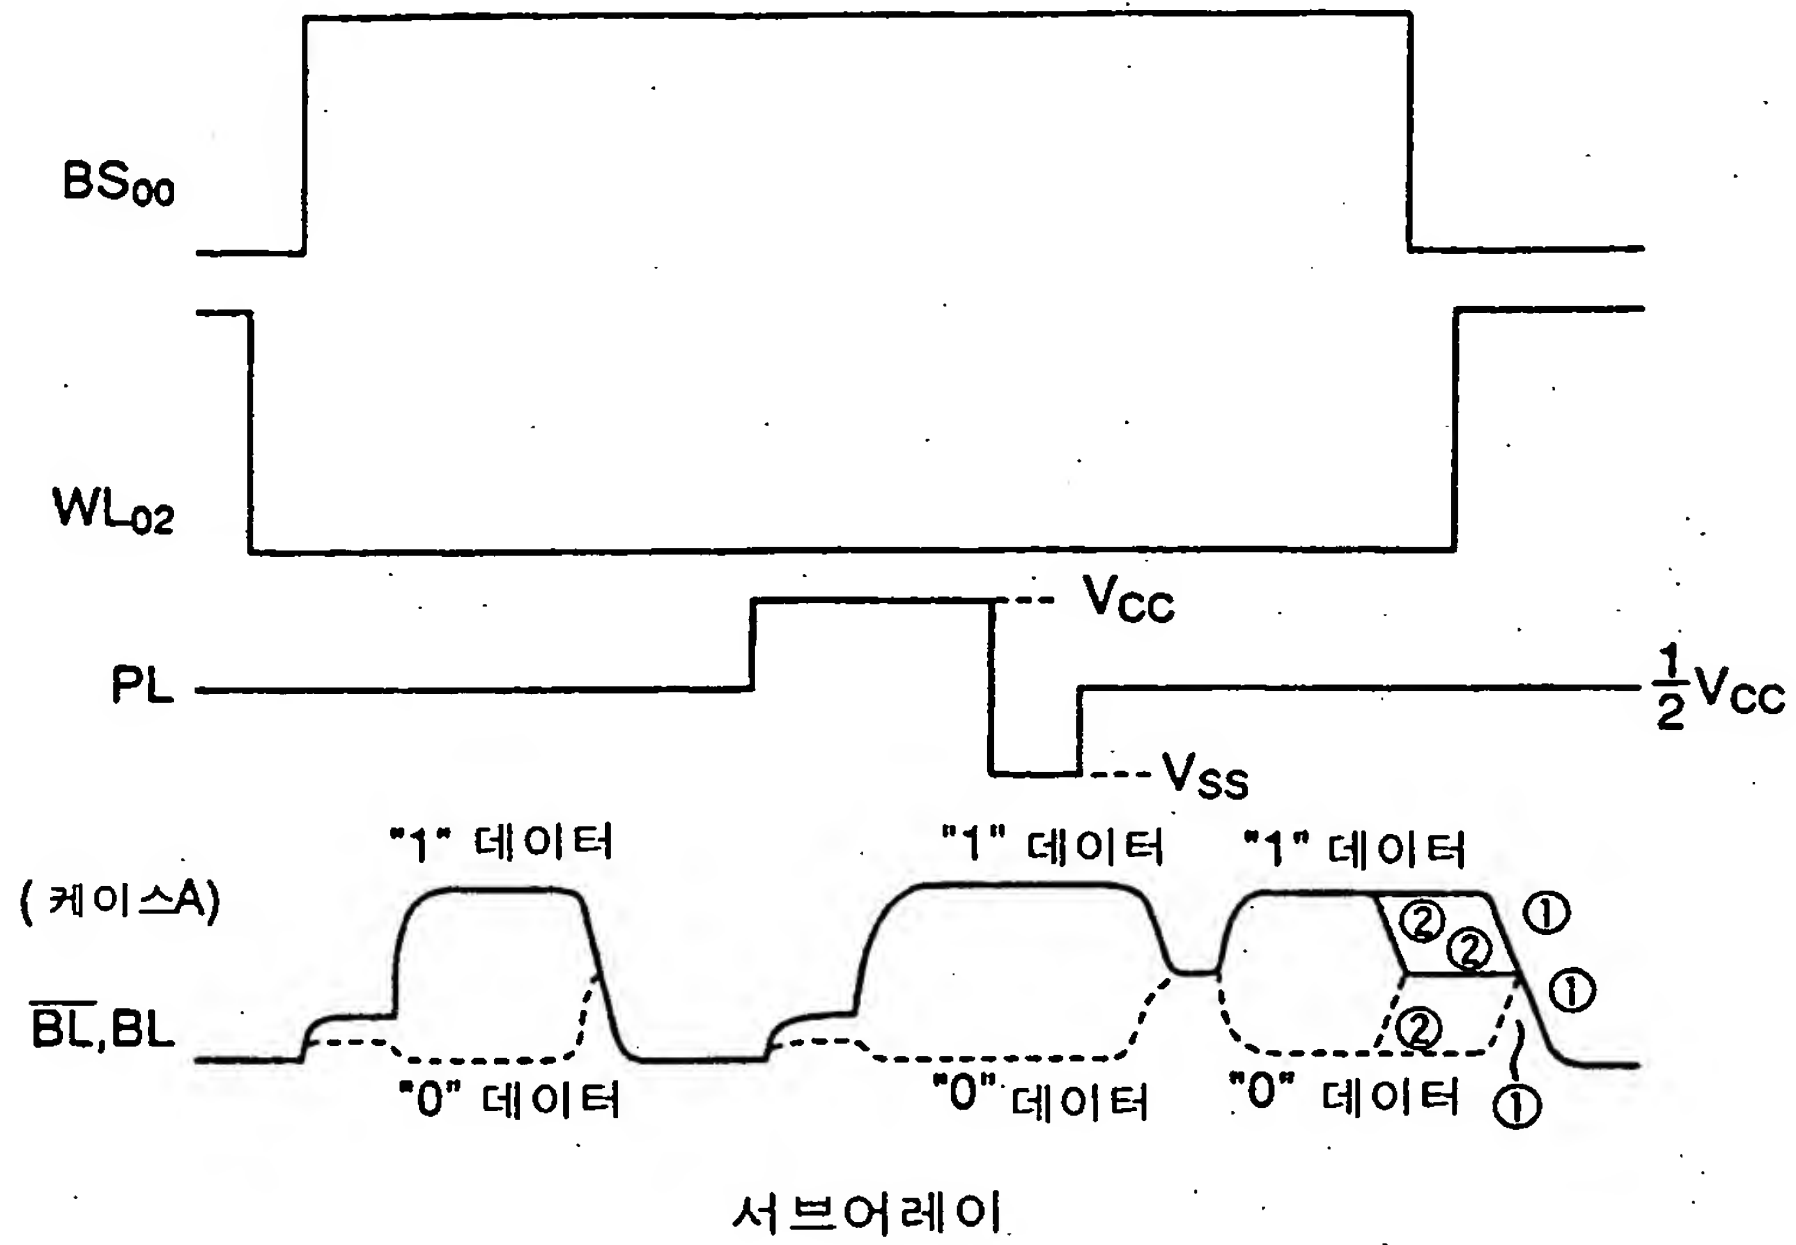 BS00
WL02
VCC
PL
1/2 VCC
VSS
"1" 데이터
"1" 데이터
"1" 데이터
(케이스A)
②
①
②
①
BL,BL
②
"0" 데이터
"0" 데이터
"0" 데이터
①
서브어레이